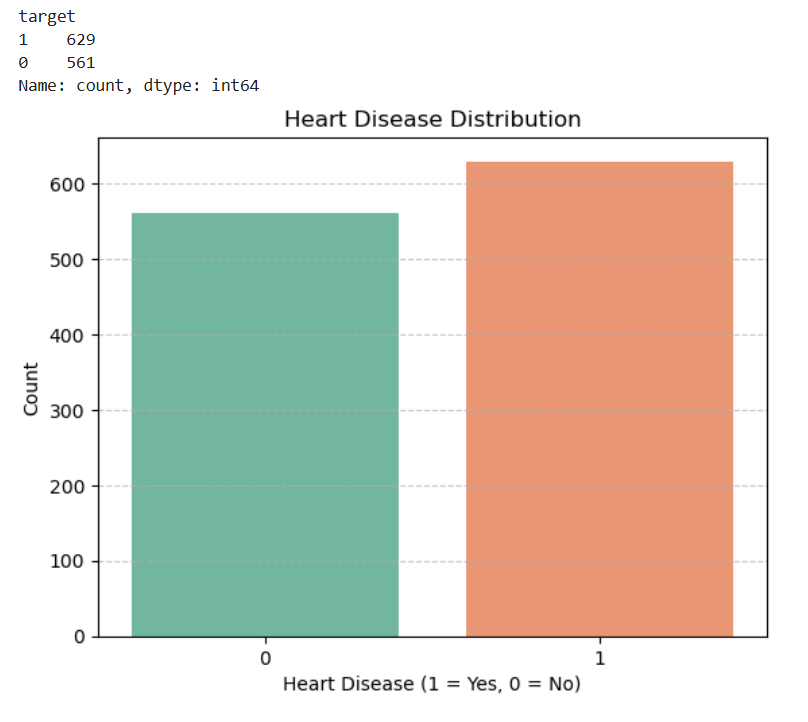 target
1    629
0    561
Name: count, dtype: int64
Heart Disease Distribution
600
500
400
300
200
100
0
Count
0 1
Heart Disease (1 = Yes, 0 = No)